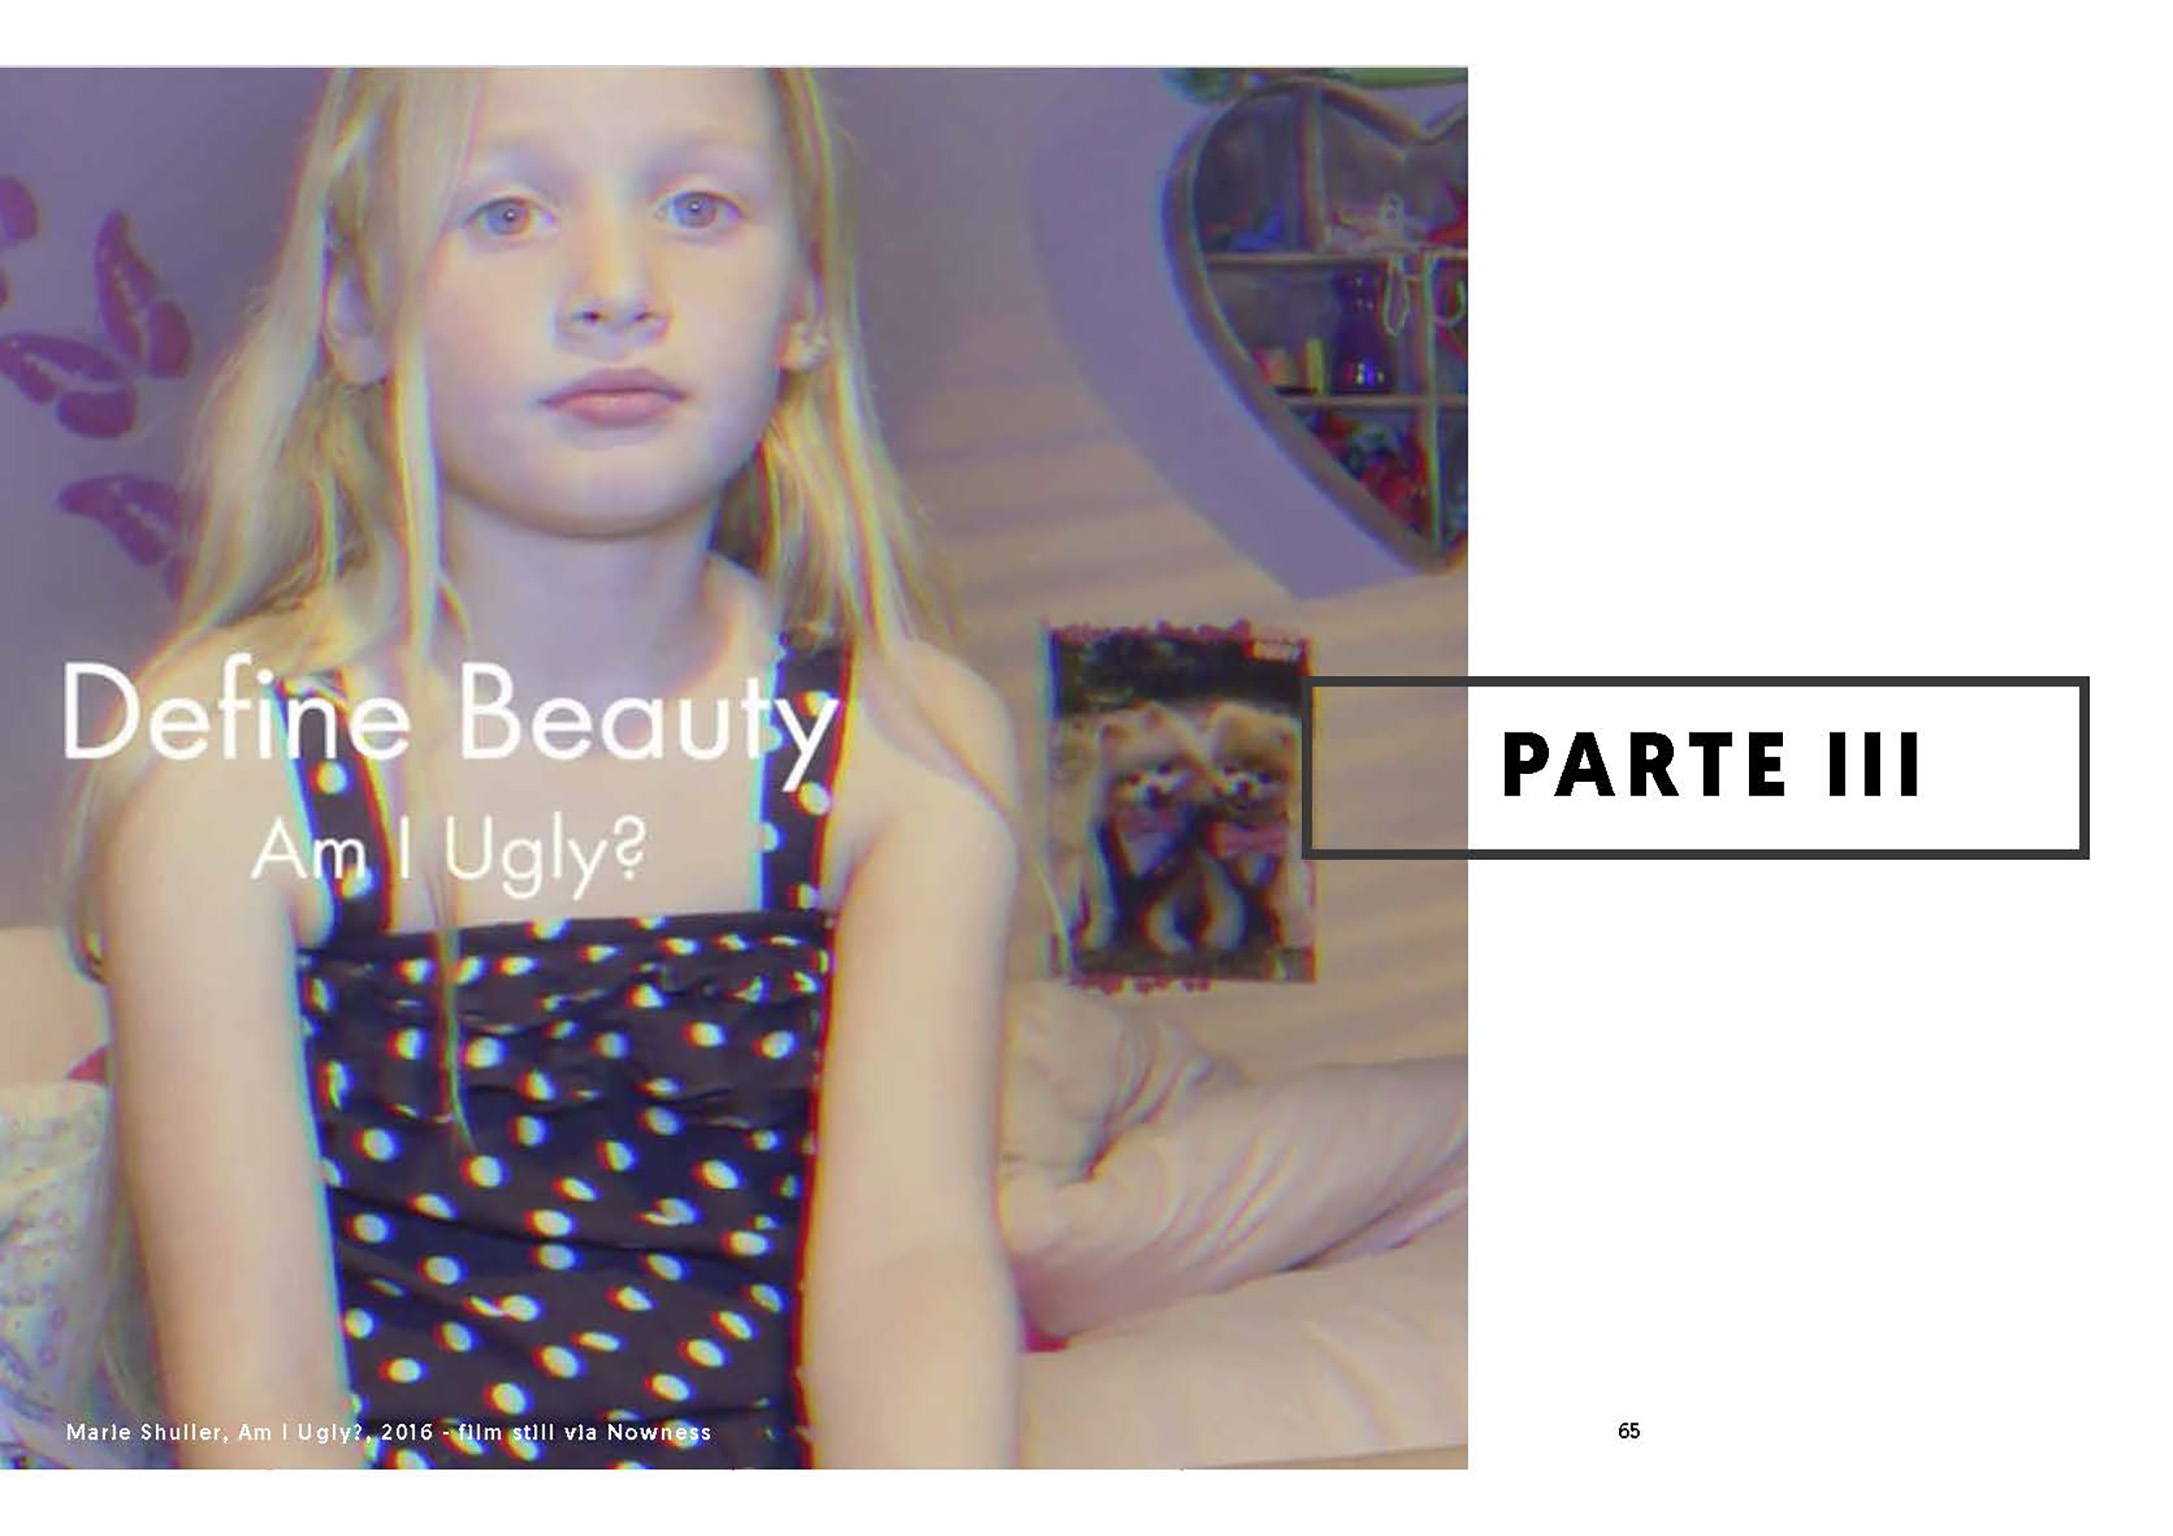 Define Beauty
Am I Ugly?
PARTE III
Marie Shuller, Am I Ugly?, 2016 - film still via Nowness
65